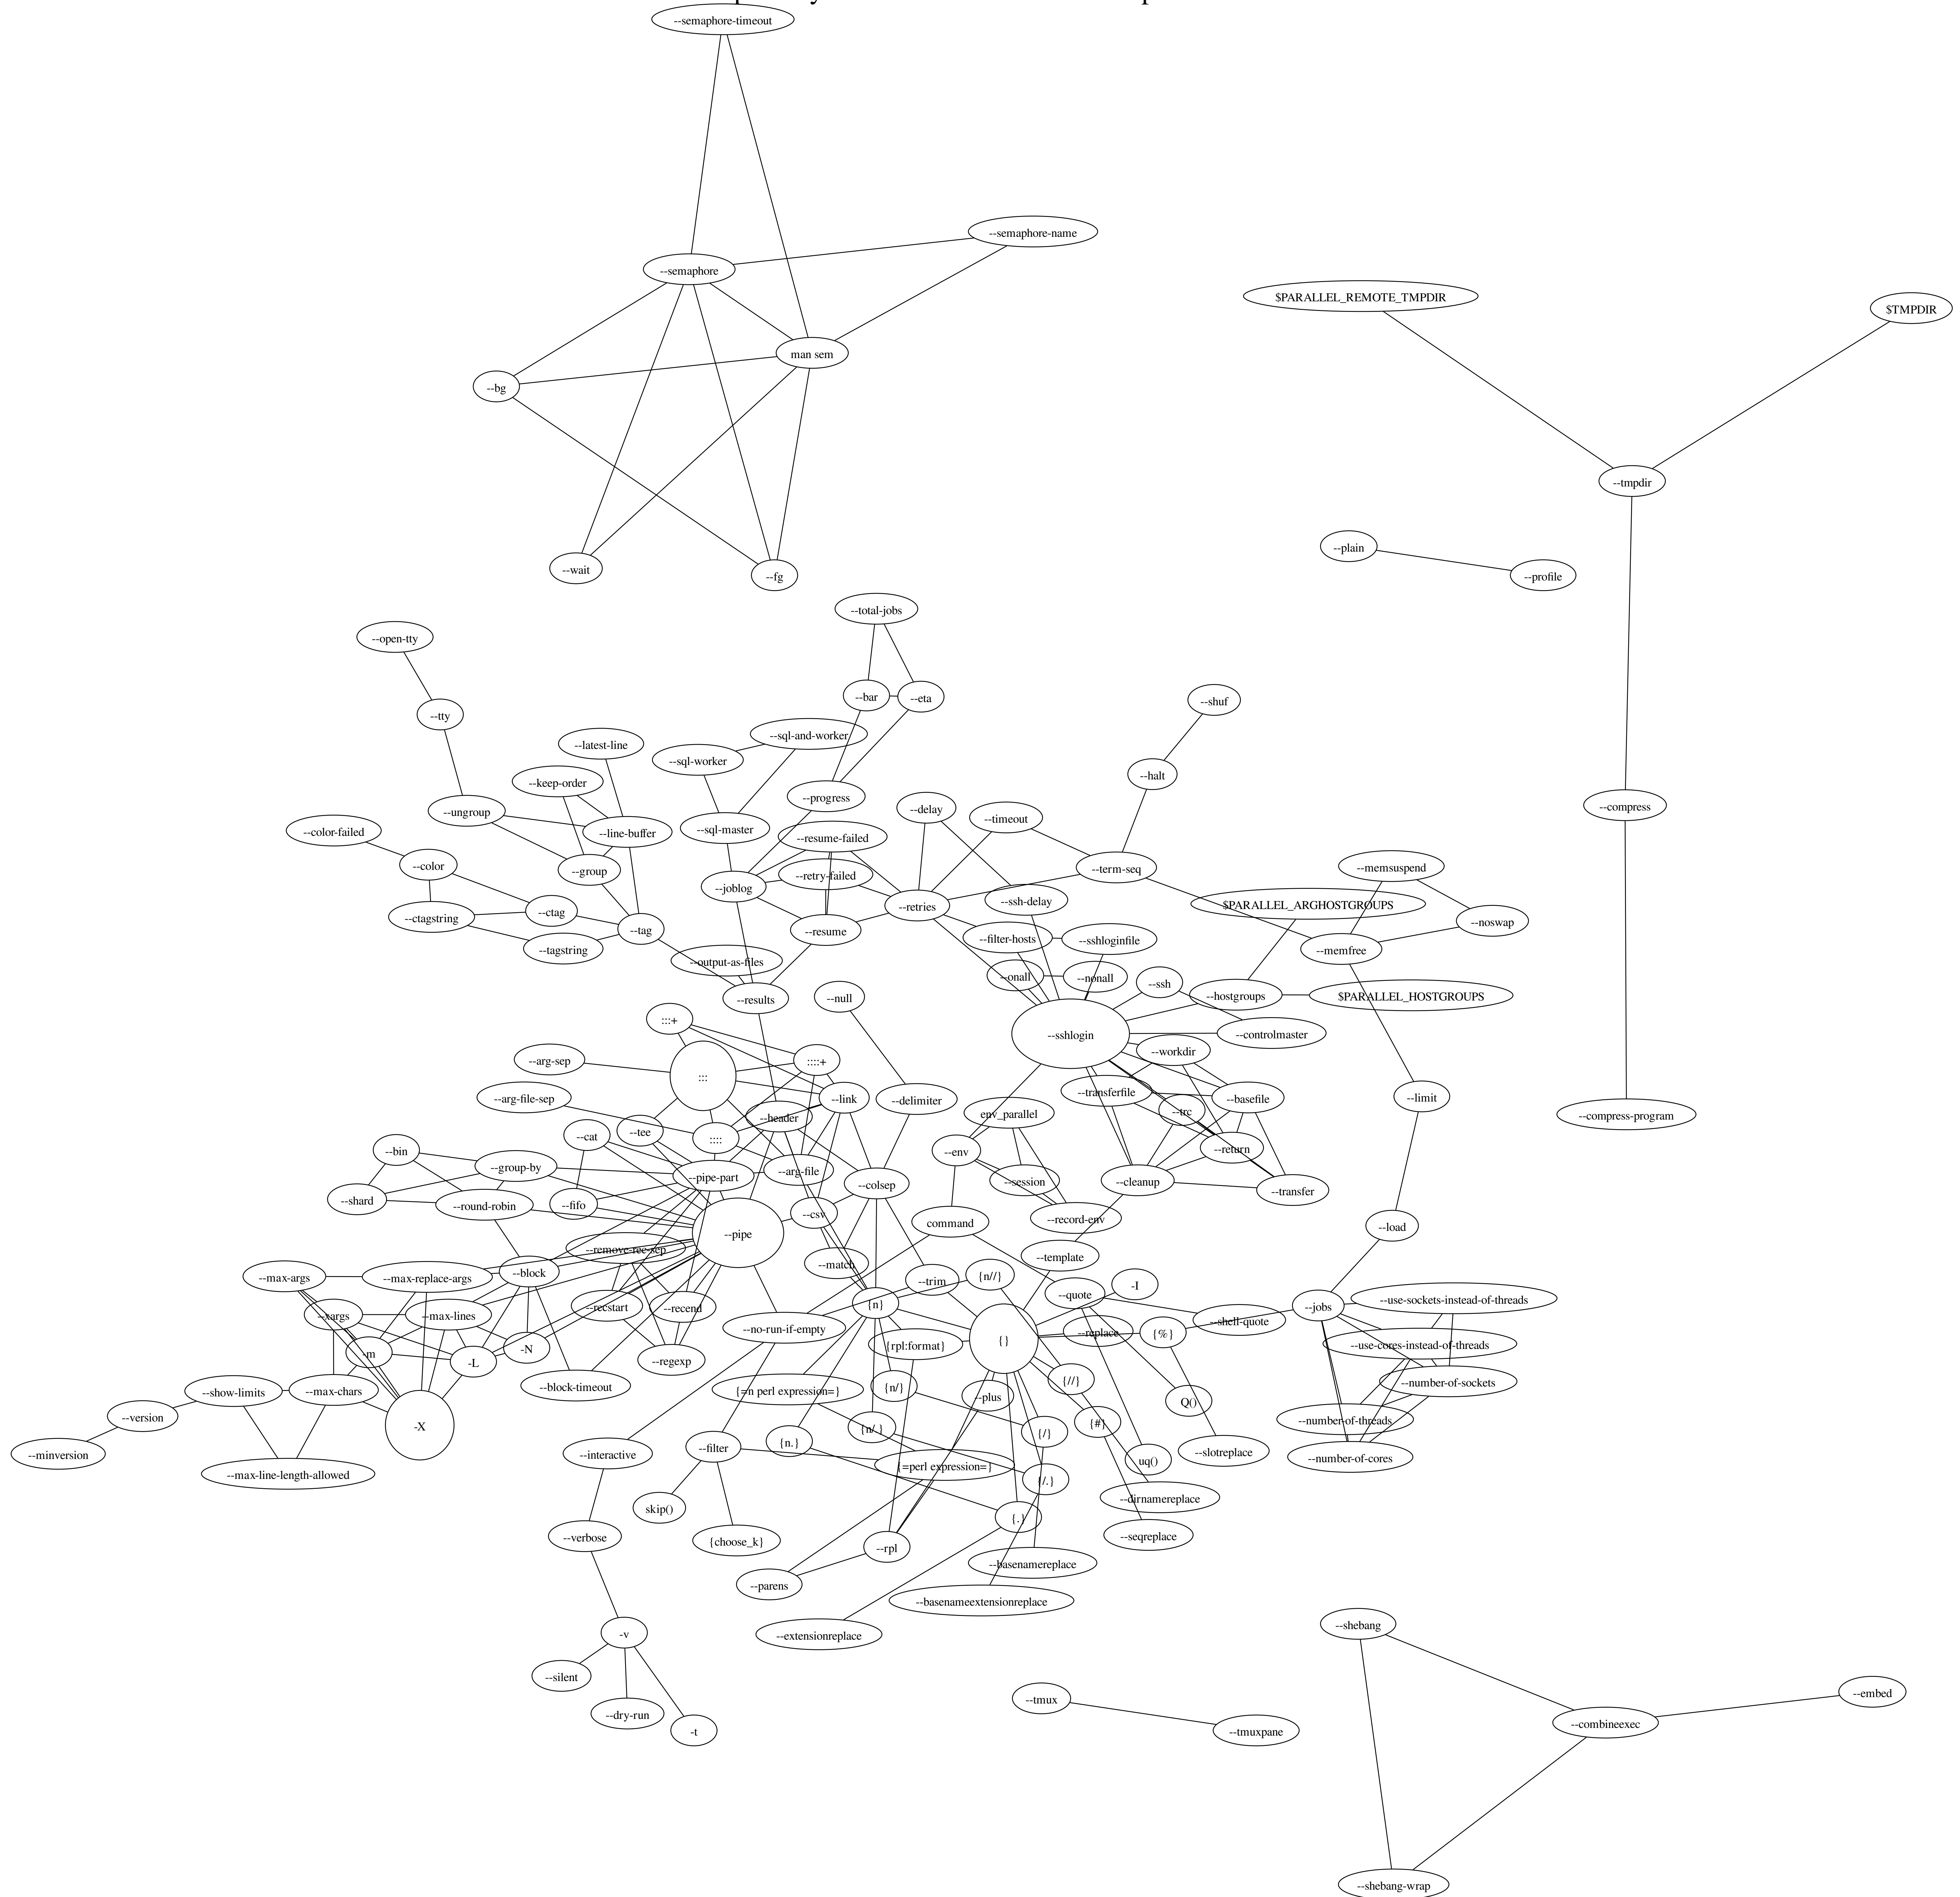 --semaphore-timeout
--semaphore-name
--semaphore
$PARALLEL_REMOTE_TMPDIR
$TMPDIR
man sem
--bg
--tmpdir
--plain
--wait
--fg
--profile
--total-jobs
--open-tty
--bar
--eta
--shuf
--tty
--sql-and-worker
--latest-line
--sql-worker
--halt
--keep-order
--progress
--compress
--delay
--ungroup
--timeout
--color-failed
--line-buffer
--sql-master
--resume-failed
--color
--group
--retry-failed
--term-seq
--memsuspend
--joblog
--ssh-delay
--retries
$PARALLEL_ARGHOSTGROUPS
--ctagstring
--ctag
--noswap
--tag
--resume
--filter-hosts
--sshloginfile
--tagstring
--memfree
--output-as-files
--onall
--nonall
--ssh
--results
--null
--hostgroups
$PARALLEL_HOSTGROUPS
:::+
--sshlogin
--controlmaster
--arg-sep
::::+
--workdir
:::
--transferfile
--arg-file-sep
--link
--delimiter
--basefile
--limit
--header
env_parallel
--trc
--compress-program
--cat
--tee
::::
--bin
--env
--return
--group-by
--pipe-part
--arg-file
--colsep
--session
--cleanup
--transfer
--shard
--round-robin
--fifo
--csv
command
--record-env
--load
--pipe
--remove-rec-sep
--template
--max-args
--max-replace-args
--block
--match
--trim
{n//}
--quote
-I
--xargs
--max-lines
--recstart
--recend
{n}
--jobs
--use-sockets-instead-of-threads
--no-run-if-empty
{}
--replace
{%}
--shell-quote
-m
-L
-N
--regexp
{rpl:format}
--use-cores-instead-of-threads
--show-limits
--max-chars
--block-timeout
{=n perl expression=}
{n/}
--plus
{//}
--number-of-sockets
--version
-X
{n/.}
{/}
{#}
Q()
--number-of-threads
--minversion
--max-line-length-allowed
--interactive
--filter
{n.}
{=perl expression=}
{/.}
uq()
--slotreplace
--number-of-cores
skip()
{.}
--dirnamereplace
--verbose
{choose_k}
--rpl
--seqreplace
--parens
--basenamereplace
--basenameextensionreplace
--extensionreplace
--shebang
-v
--silent
--dry-run
-t
--tmux
--tmuxpane
--embed
--combineexec
--shebang-wrap